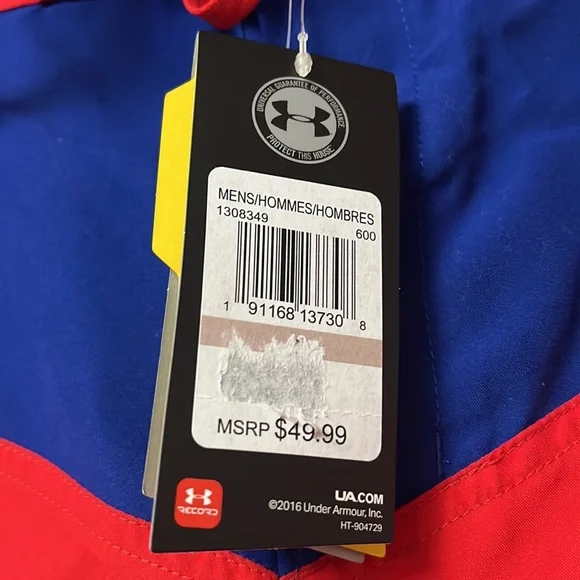 UNIVERSAL GUARANTEE OF PERFORMANCE
PROTECT THIS HOUSE
MENS/HOMMES/HOMBRES
1308349 600
1 91168 13730 8
MSRP $49.99
RECORD
UA.COM
©2016 Under Armour, Inc.
HT-904729